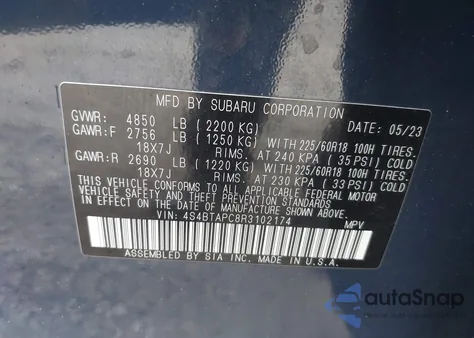 MFD BY SUBARU CORPORATION
GVWR: 4850 LB (2200 KG) DATE: 05/23
GAWR:F 2756 LB (1250 KG) WITH 225/60R18 100H TIRES.
18X7J RIMS. AT 240 KPA ( 35 PSI) COLD
GAWR:R 2690 LB (1220 KG) WITH 225/60R18 100H TIRES.
18X7J RIMS. AT 230 KPA ( 33 PSI) COLD
THIS VEHICLE CONFORMS TO ALL APPLICABLE FEDERAL MOTOR
VEHICLE SAFETY AND THEFT PREVENTION STANDARDS
IN EFFECT ON THE DATE OF MANUFACTURE SHOWN ABOVE.
VIN: 4S4BTAPC8R3102174 MPV
ASSEMBLED BY SIA INC. MADE IN U.S.A.
autoSnap